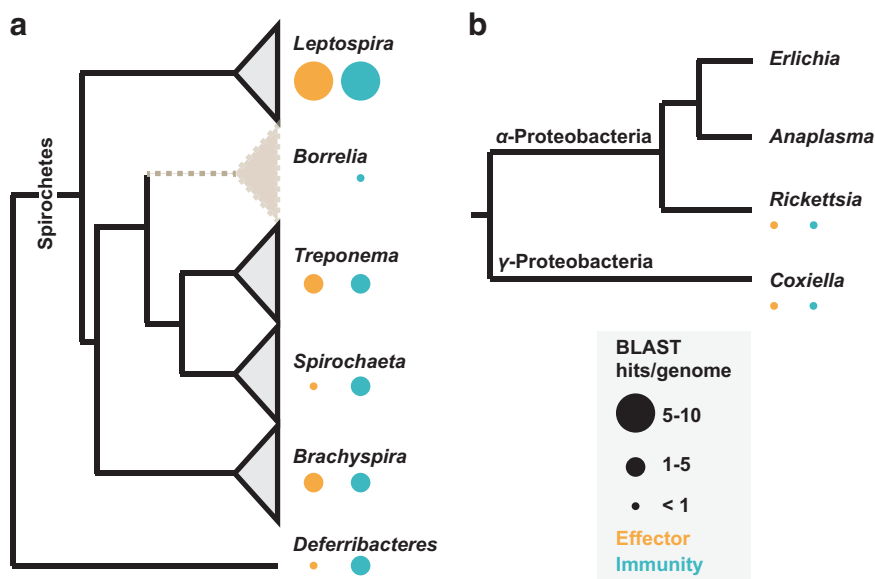 a
Leptospira
Spirochetes
Borrelia
Treponema
Spirochaeta
Brachyspira
Deferribacteres
b
Erlichia
α-Proteobacteria
Anaplasma
Rickettsia
γ-Proteobacteria
Coxiella
BLAST
hits/genome
5-10
1-5
< 1
Effector
Immunity